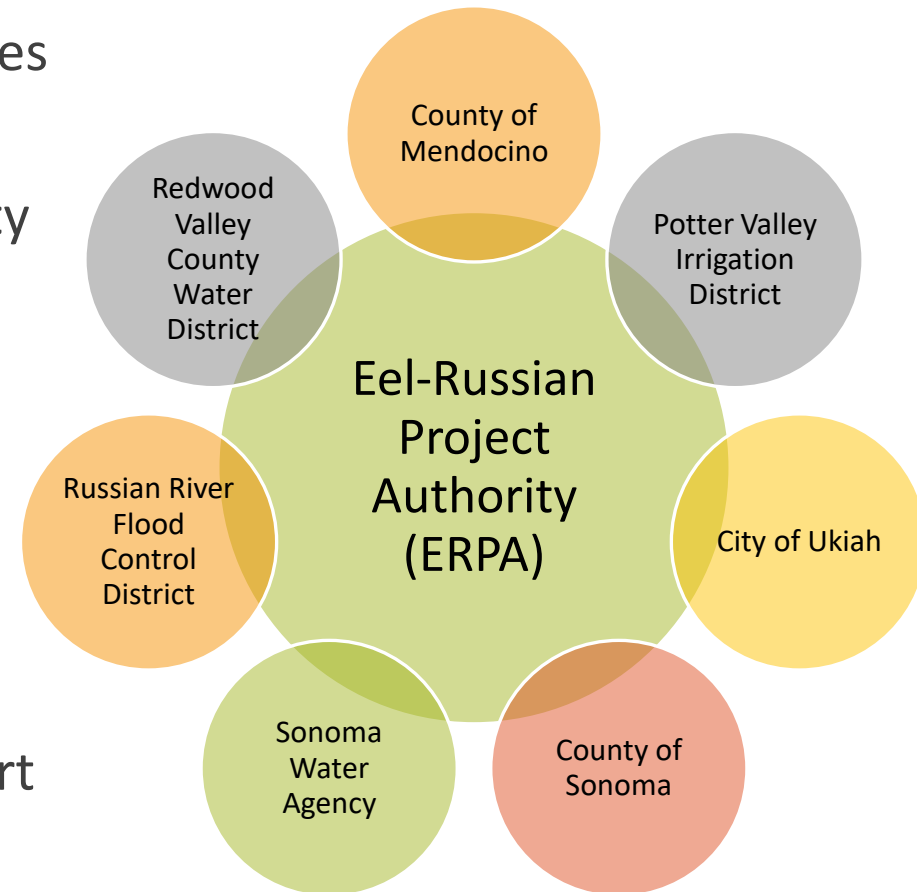 County of
Mendocino
Potter Valley
Irrigation
District
City of Ukiah
County of
Sonoma
Sonoma
Water
Agency
Russian River
Flood
Control
District
Redwood
Valley
County
Water
District
Eel-Russian
Project
Authority
(ERPA)